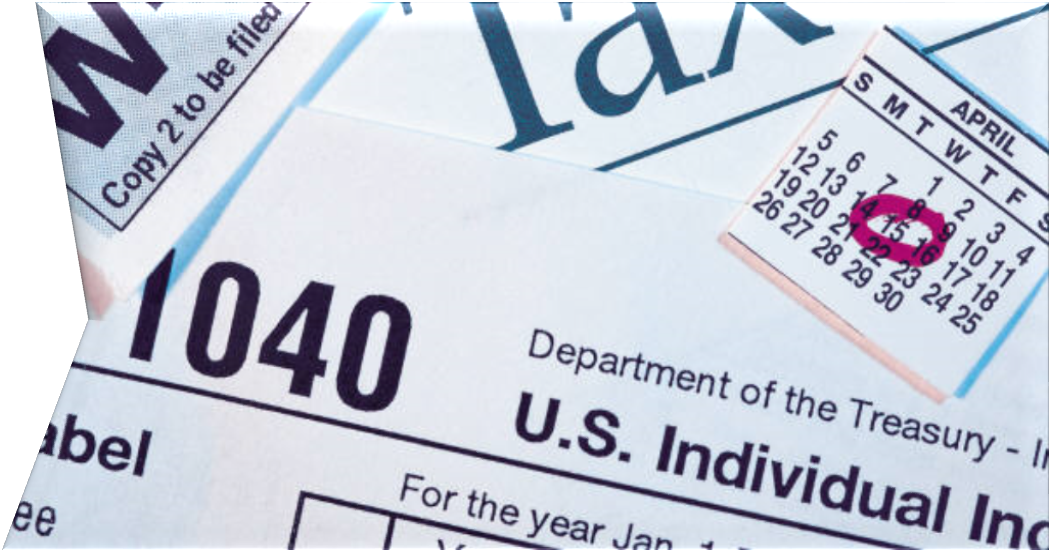 W-
Copy 2 to be filed
Tax
APRIL
S M T W T F S
1 2 3 4
5 6 7 8 9 10 11
12 13 14 15 16 17 18
19 20 21 22 23 24 25
26 27 28 29 30
1040
Department of the Treasury - In
U.S. Individual Inc
abel
ee
For the year Jan. 1